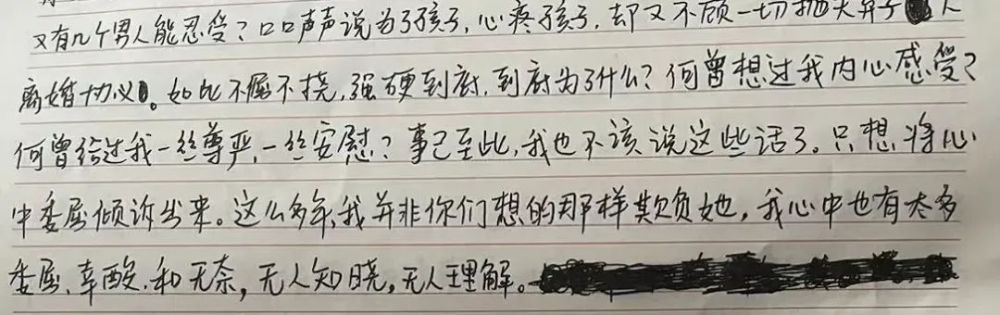 又有几个男人能忍受？口口声声说为了孩子，心疼孩子，却又不顾一切抛夫弃子
离婚协议。如此不屈不挠，强硬到底，到底为了什么？何曾想过我内心感受？
何曾给过我一丝尊严，一丝安慰？事已至此，我也不该说这些话了。只想将心
中委屈倾诉出来。这么多年，我并非你们想的那样欺负她，我心中也有太多
委屈、辛酸、和无奈，无人知晓，无人理解。